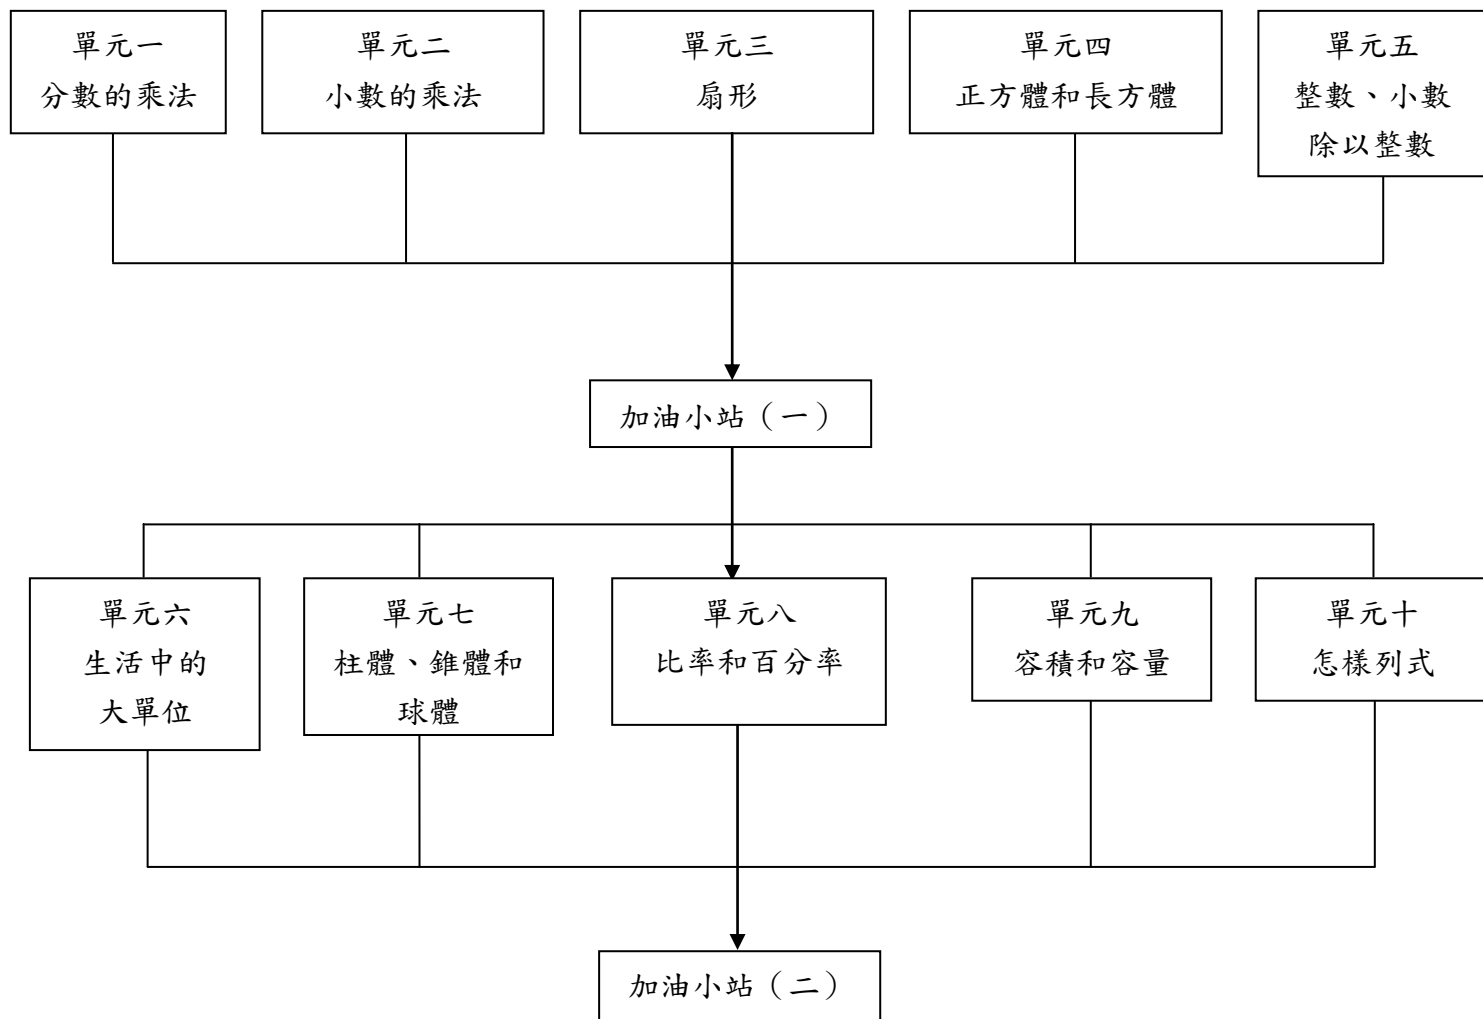 單元一
分數的乘法
單元二
小數的乘法
單元三
扇形
單元四
正方體和長方體
單元五
整數、小數
除以整數
加油小站（一）
單元六
生活中的
大單位
單元七
柱體、錐體和
球體
單元八
比率和百分率
單元九
容積和容量
單元十
怎樣列式
加油小站（二）